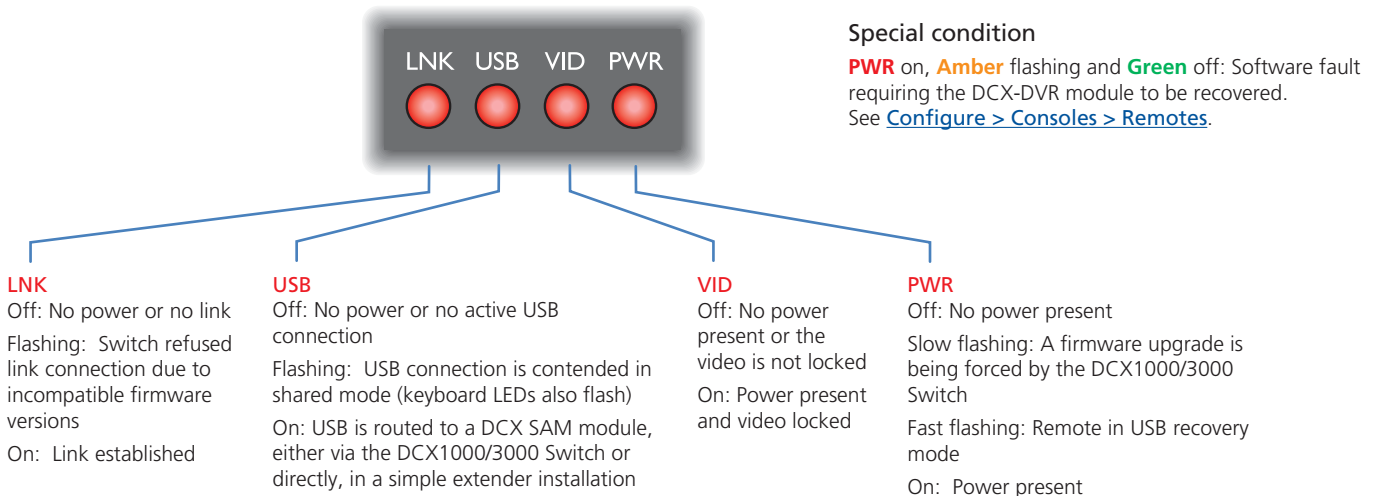 LNK USB VID PWR
Special condition
PWR on, Amber flashing and Green off: Software fault
requiring the DCX-DVR module to be recovered.
See Configure > Consoles > Remotes.
LNK
Off: No power or no link
Flashing: Switch refused
link connection due to
incompatible firmware
versions
On: Link established
USB
Off: No power or no active USB
connection
Flashing: USB connection is contended in
shared mode (keyboard LEDs also flash)
On: USB is routed to a DCX SAM module,
either via the DCX1000/3000 Switch or
directly, in a simple extender installation
VID
Off: No power
present or the
video is not locked
On: Power present
and video locked
PWR
Off: No power present
Slow flashing: A firmware upgrade is
being forced by the DCX1000/3000
Switch
Fast flashing: Remote in USB recovery
mode
On: Power present